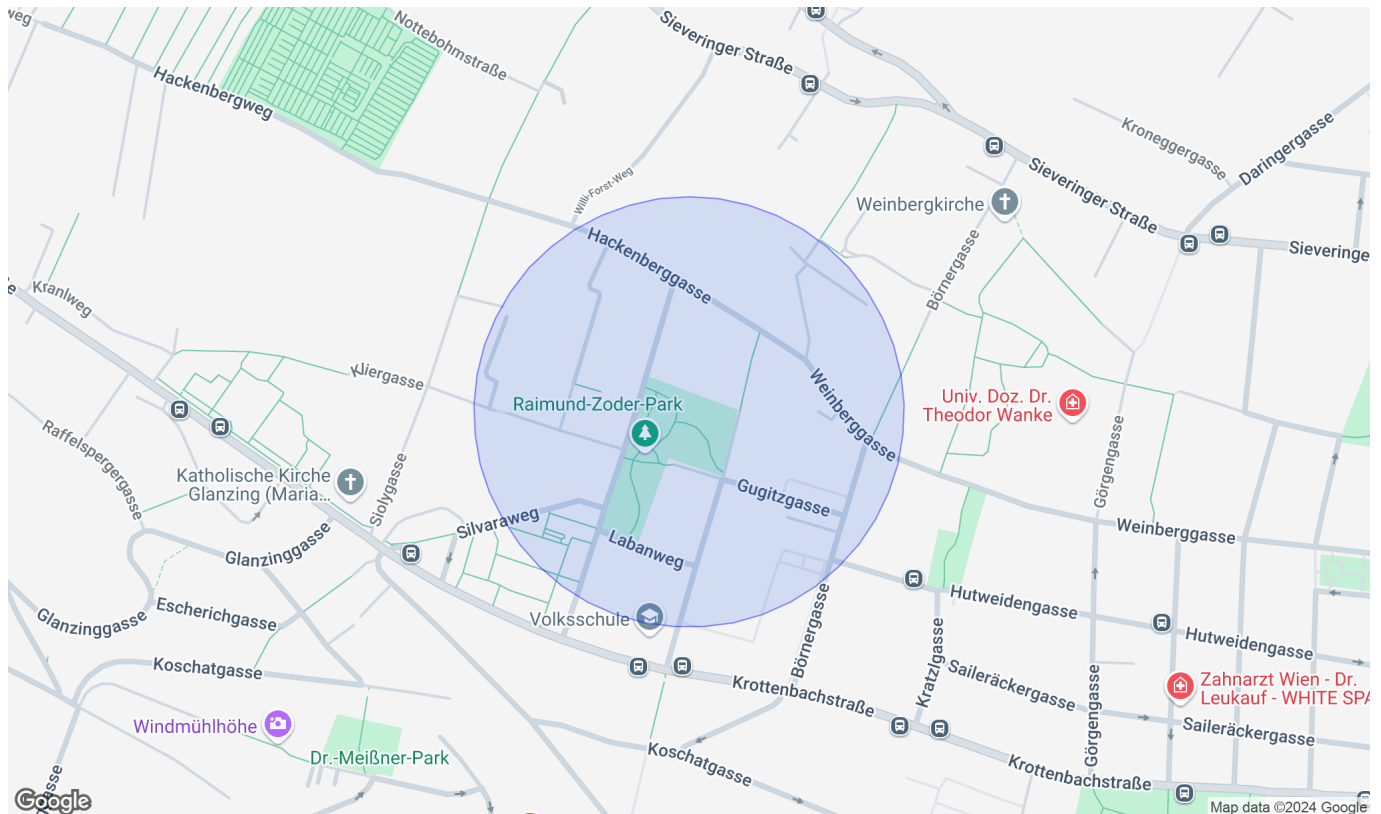 weg
Nottebohmstraße
Sieveringer Straße
Hackenbergweg
Kroneggergasse
Daringergasse
Willi-Forst-Weg
Sieveringer Straße
Weinbergkirche
Sieveringe
Hackenberggasse
Börnergasse
Kranlweg
Kliergasse
Weinberggasse
Raimund-Zoder-Park
Univ. Doz. Dr.
Theodor Wanke
Raffelspergergasse
Katholische Kirche
Glanzing (Maria...
Siolygasse
Görgengasse
Gugitzgasse
Silvaraweg
Weinberggasse
Labanweg
Glanzinggasse
Hutweidengasse
Escherichgasse
Glanzinggasse
Volksschule
Börnergasse
Kratzlgasse
Hutweidengasse
Koschatgasse
Saileräckergasse
Görgengasse
Krottenbachstraße
Zahnarzt Wien - Dr.
Leukauf - WHITE SPA
Windmühlhöhe
Saileräckergasse
Dr.-Meißner-Park
Koschatgasse
Krottenbachstraße
Google
Map data ©2024 Google